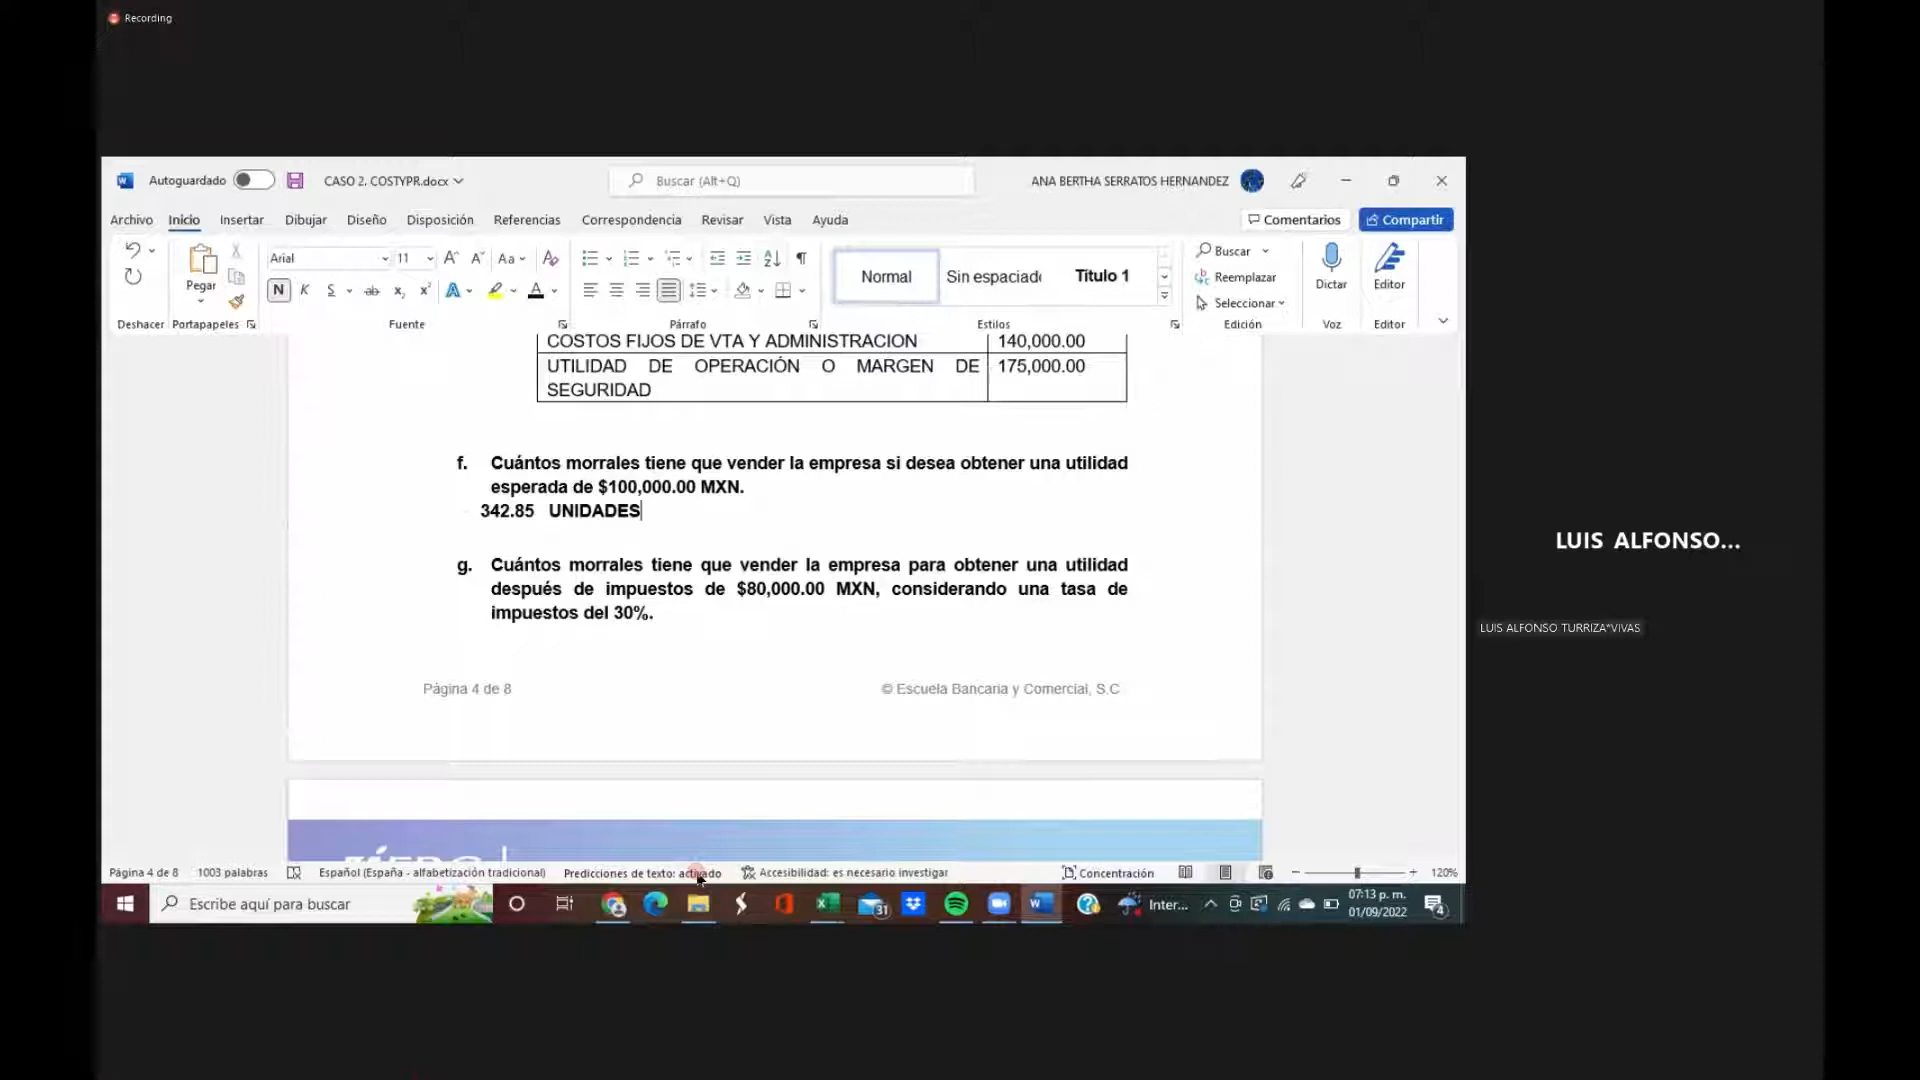 Recording
Autoguardado
CASO 2. COSTYPR.docx
Buscar (Alt+Q)
ANA BERTHA SERRATOS HERNANDEZ
Archivo Inicio Insertar Dibujar Diseño Disposición Referencias Correspondencia Revisar Vista Ayuda
Comentarios Compartir
Pegar
Arial 11
Normal Sin espaciado Título 1
Buscar
Reemplazar
Seleccionar
Dictar
Editor
Deshacer Portapapeles Fuente Párrafo Estilos Edición Voz Editor
COSTOS FIJOS DE VTA Y ADMINISTRACION 140,000.00
UTILIDAD DE OPERACIÓN O MARGEN DE 175,000.00
SEGURIDAD
f. Cuántos morrales tiene que vender la empresa si desea obtener una utilidad
esperada de $100,000.00 MXN.
342.85 UNIDADES
g. Cuántos morrales tiene que vender la empresa para obtener una utilidad
después de impuestos de $80,000.00 MXN, considerando una tasa de
impuestos del 30%.
Página 4 de 8 © Escuela Bancaria y Comercial, S.C
LUIS ALFONSO...
LUIS ALFONSO TURRIZA*VIVAS
Página 4 de 8 1003 palabras Español (España - alfabetización tradicional) Predicciones de texto: activado Accesibilidad: es necesario investigar Concentración 120%
Escribe aquí para buscar
31
Inter...
07:13 p. m.
01/09/2022
4